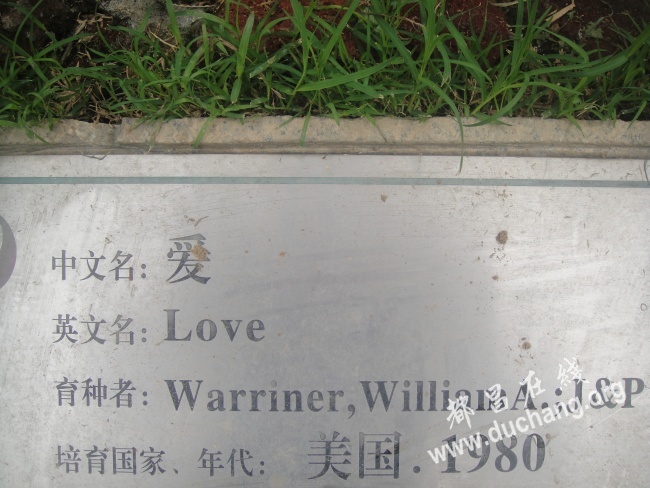 中文名：爱
英文名：Love
育种者：Warriner,William A.;J&P
培育国家、年代：美国．1980
都昌在线
www.duchang.org